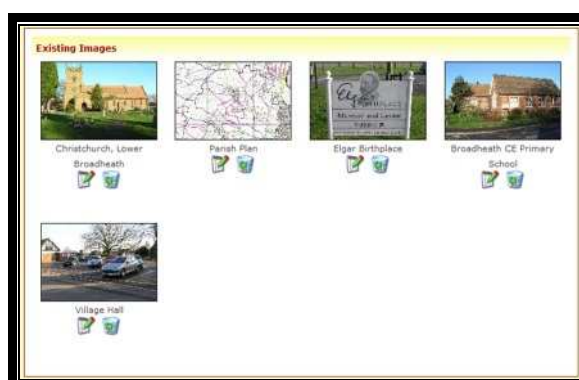 Existing Images
Christchurch, Lower
Broadheath
Parish Plan
Elgar Birthplace
Broadheath CE Primary
School
Village Hall